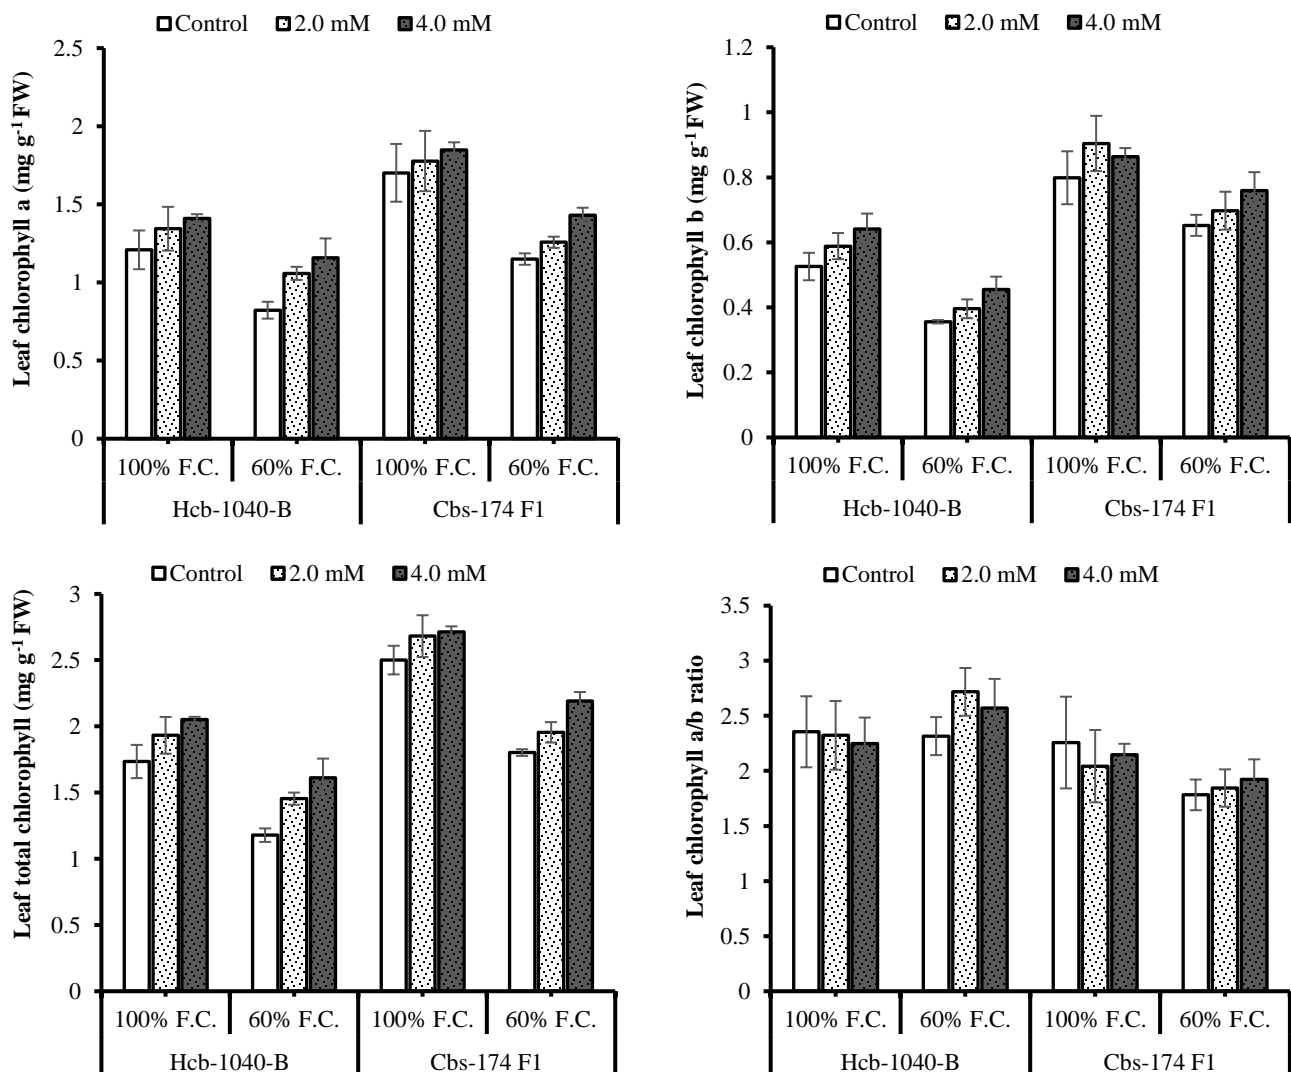 Control 2.0 mM 4.0 mM
Leaf chlorophyll a (mg g-1 FW)
2.5
2
1.5
1
0.5
0
100% F.C. 60% F.C. 100% F.C. 60% F.C.
Hcb-1040-B Cbs-174 F1
Control 2.0 mM 4.0 mM
Leaf chlorophyll b (mg g-1 FW)
1.2
1
0.8
0.6
0.4
0.2
0
100% F.C. 60% F.C. 100% F.C. 60% F.C.
Hcb-1040-B Cbs-174 F1
Control 2.0 mM 4.0 mM
Leaf total chlorophyll (mg g-1 FW)
3
2.5
2
1.5
1
0.5
0
100% F.C. 60% F.C. 100% F.C. 60% F.C.
Hcb-1040-B Cbs-174 F1
Control 2.0 mM 4.0 mM
Leaf chlorophyll a/b ratio
3.5
3
2.5
2
1.5
1
0.5
0
100% F.C. 60% F.C. 100% F.C. 60% F.C.
Hcb-1040-B Cbs-174 F1